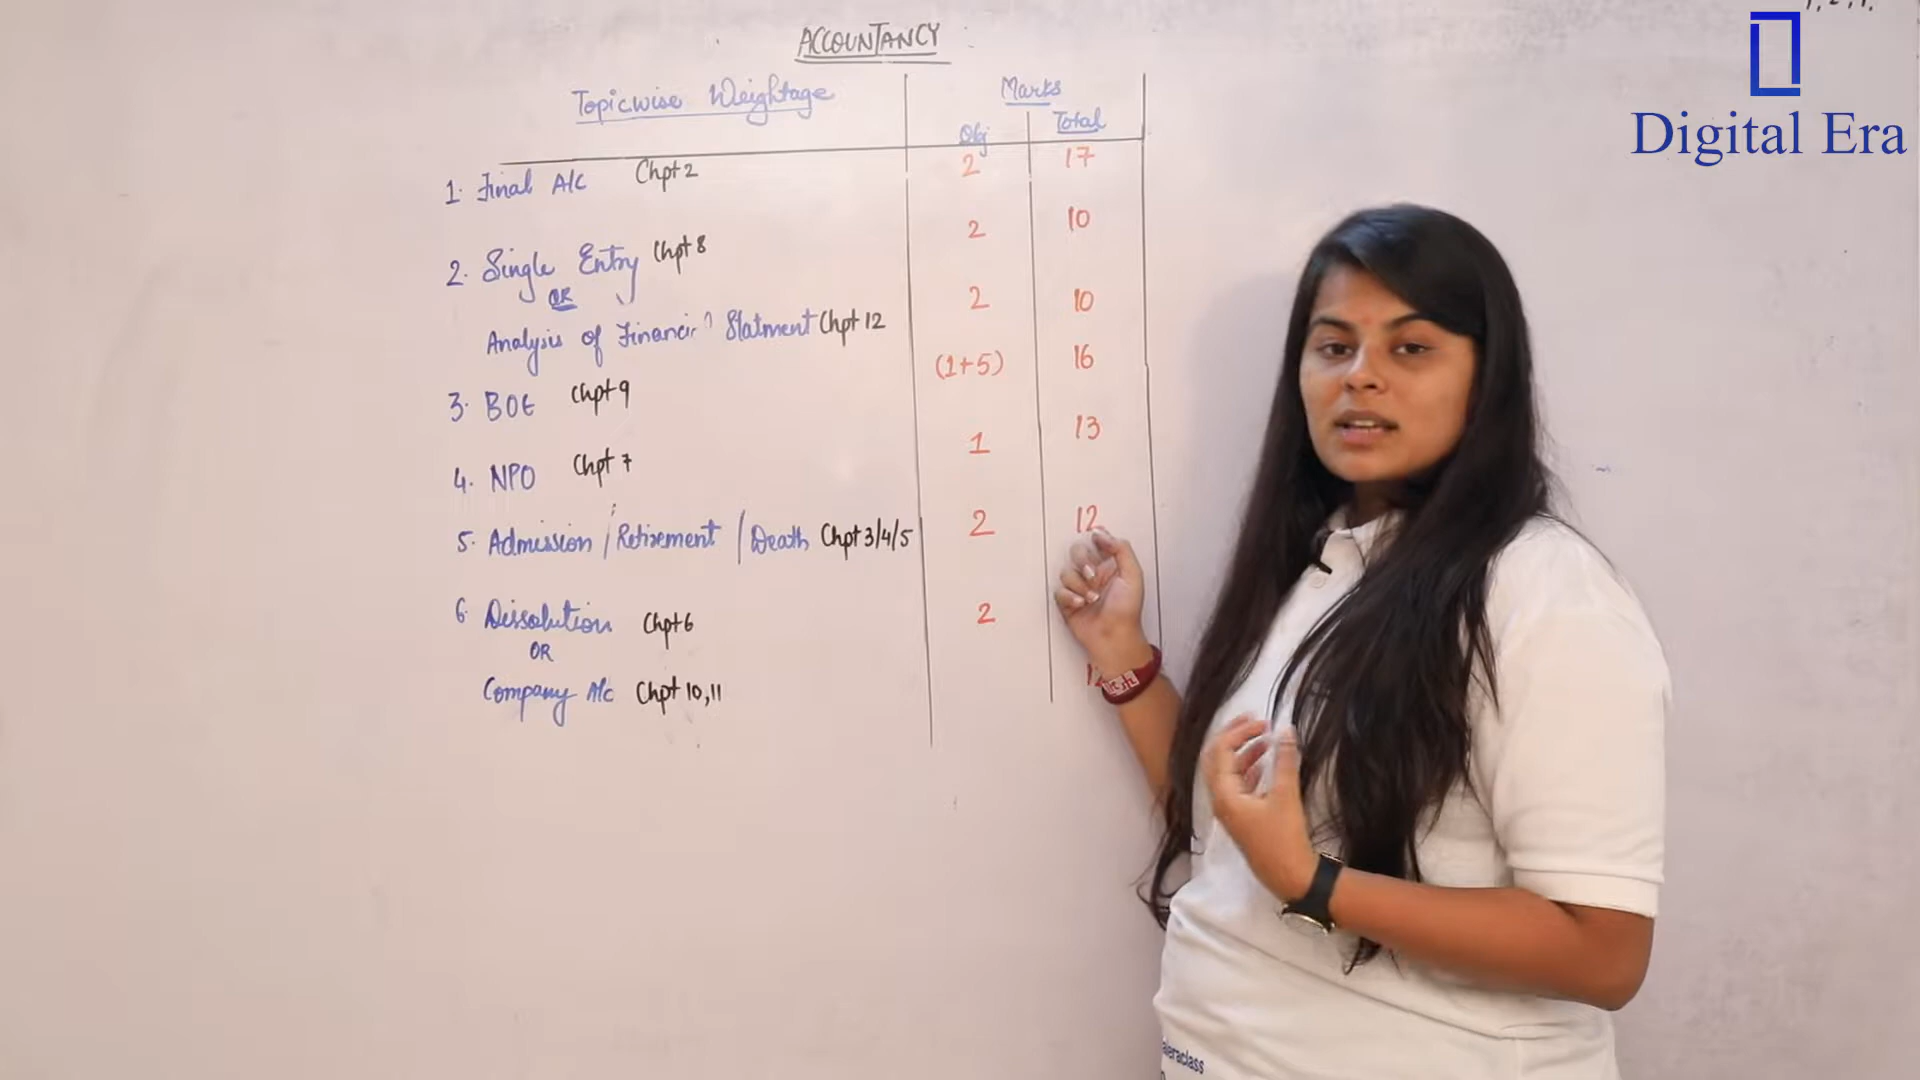 ACCOUNTANCY
Topicwise Weightage
Marks
Obj
Total
1. Final A/C Chpt 2
2 17
2. Single Entry Chpt 8
2 10
OR
Analysis of Statment Chpt 12
2 10
3. BOE Chpt 9
(1+5) 16
4. NPO Chpt 7
1 13
5. Admission / Retirement / Death Chpt 3/4/5
2 12
6 Dissolution Chpt 6
2
OR
Company A/c Chpt 10,11
Digital Era